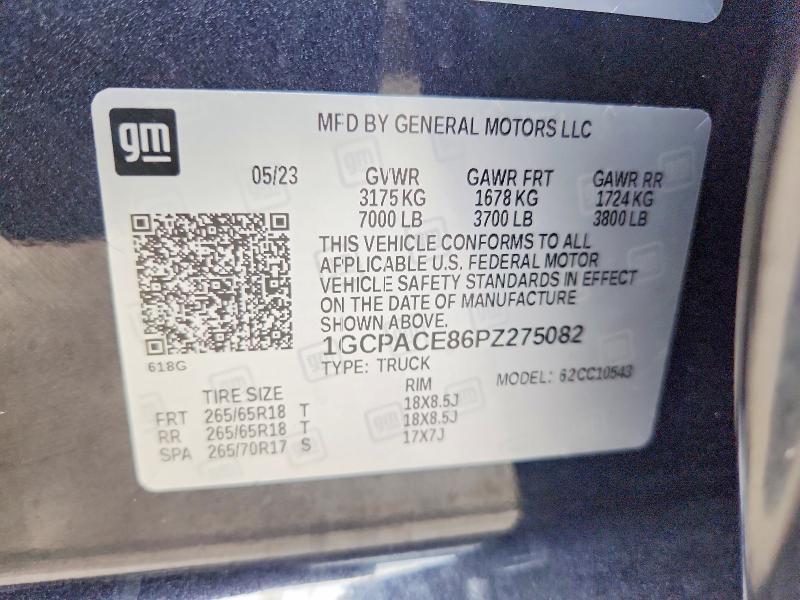 gm
MFD BY GENERAL MOTORS LLC
05/23 GVWR GAWR FRT GAWR RR
3175 KG 1678 KG 1724 KG
7000 LB 3700 LB 3800 LB
THIS VEHICLE CONFORMS TO ALL
APPLICABLE U.S. FEDERAL MOTOR
VEHICLE SAFETY STANDARDS IN EFFECT
ON THE DATE OF MANUFACTURE
SHOWN ABOVE.
1GCPACE86PZ275082
618G
TYPE: TRUCK
MODEL: 62CC10543
TIRE SIZE RIM
FRT 265/65R18 T 18X8.5J
RR 265/65R18 T 18X8.5J
SPA 265/70R17 S 17X7J